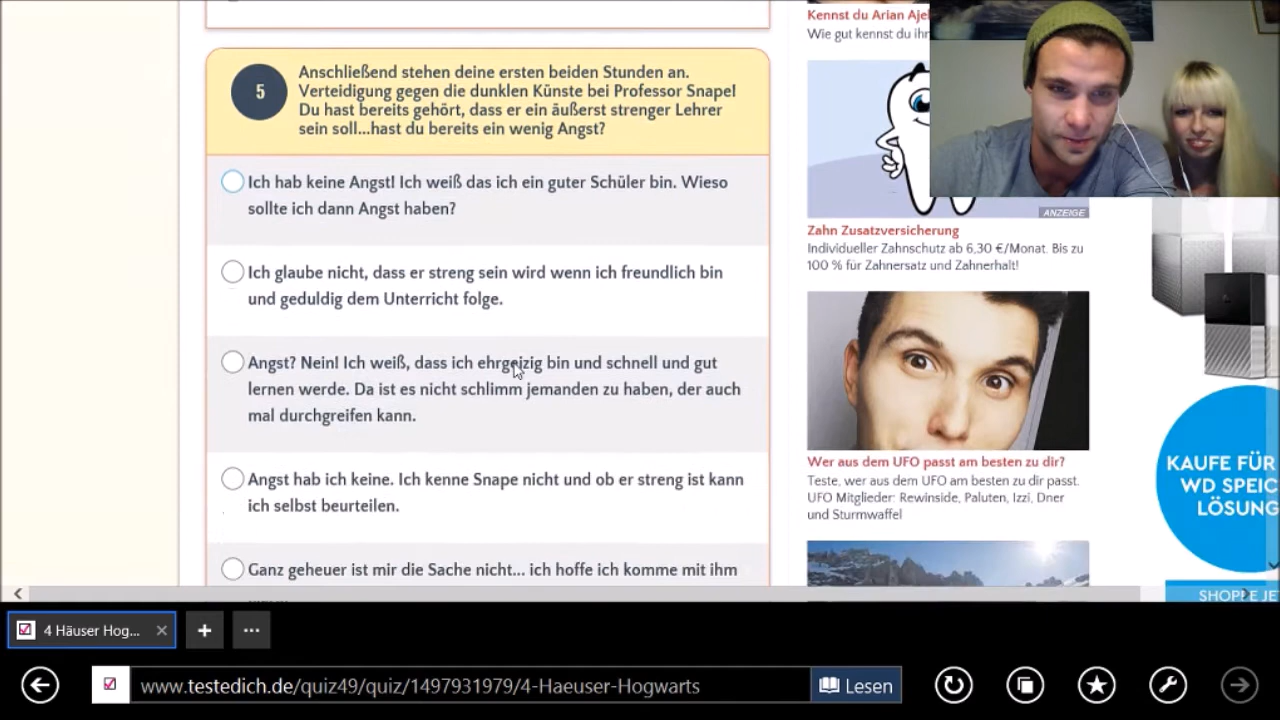 5
Anschließend stehen deine ersten beiden Stunden an.
Verteidigung gegen die dunklen Künste bei Professor Snape!
Du hast bereits gehört, dass er ein äußerst strenger Lehrer
sein soll...hast du bereits ein wenig Angst?
Ich hab keine Angst! Ich weiß das ich ein guter Schüler bin. Wieso
sollte ich dann Angst haben?
Ich glaube nicht, dass er streng sein wird wenn ich freundlich bin
und geduldig dem Unterricht folge.
Angst? Nein! Ich weiß, dass ich ehrgeizig bin und schnell und gut
lernen werde. Da ist es nicht schlimm jemanden zu haben, der auch
mal durchgreifen kann.
Angst hab ich keine. Ich kenne Snape nicht und ob er streng ist kann
ich selbst beurteilen.
Ganz geheuer ist mir die Sache nicht... ich hoffe ich komme mit ihm
Kennst du Arian
Wie gut kennst du
ANZEIGE
Zahn Zusatzversicherung
Individueller Zahnschutz ab 6,30 €/Monat. Bis zu
100 % für Zahnersatz und Zahnerhalt!
Wer aus dem UFO passt am besten zu dir?
Teste, wer aus dem UFO am besten zu dir passt.
UFO Mitglieder: Rewinside, Paluten, Izzi, Dner
und Sturmwaffel
KAUFE FÜR
WD SPEIC
LÖSUNG
4 Häuser Hog...
www.testedich.de/quiz49/quiz/1497931979/4-Haeuser-Hogwarts
Lesen